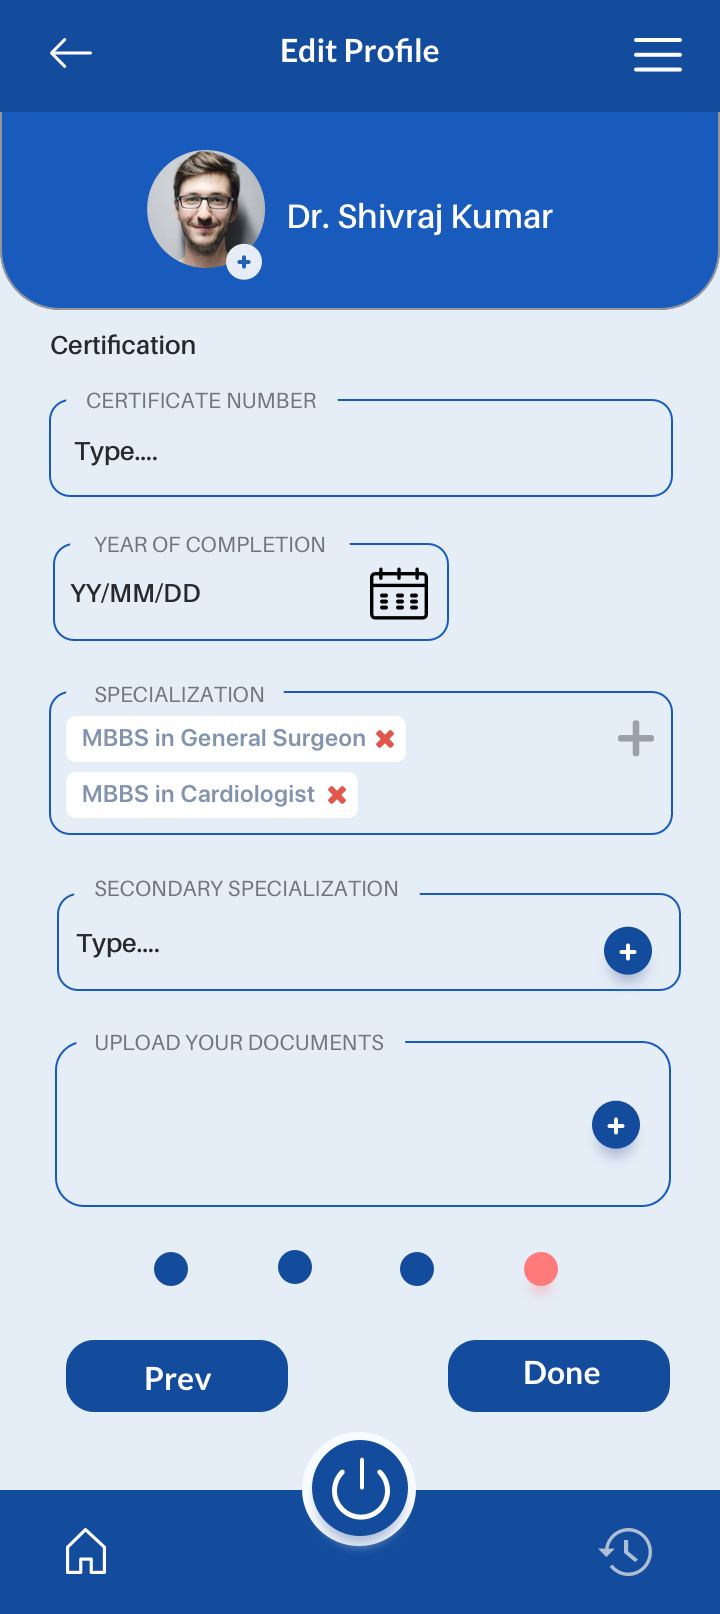 Edit Profile
Dr. Shivraj Kumar
Certification
CERTIFICATE NUMBER
Type....
YEAR OF COMPLETION
YY/MM/DD
SPECIALIZATION
MBBS in General Surgeon
MBBS in Cardiologist
SECONDARY SPECIALIZATION
Type....
UPLOAD YOUR DOCUMENTS
Prev
Done